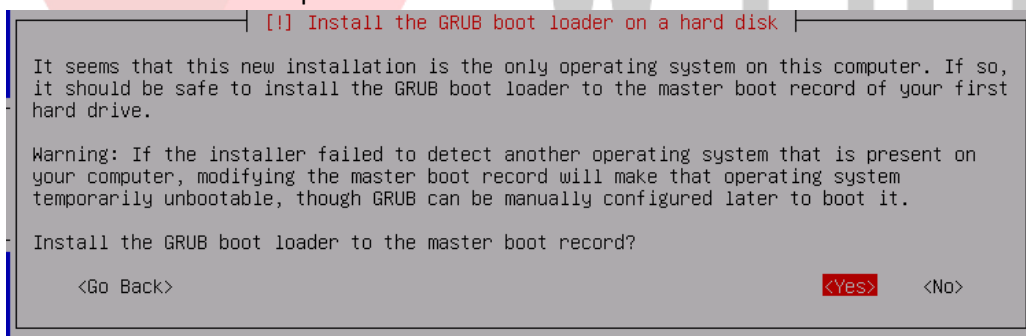 [!] Install the GRUB boot loader on a hard disk
It seems that this new installation is the only operating system on this computer. If so,
it should be safe to install the GRUB boot loader to the master boot record of your first
hard drive.
Warning: If the installer failed to detect another operating system that is present on
your computer, modifying the master boot record will make that operating system
temporarily unbootable, though GRUB can be manually configured later to boot it.
Install the GRUB boot loader to the master boot record?
<Go Back> <Yes> <No>